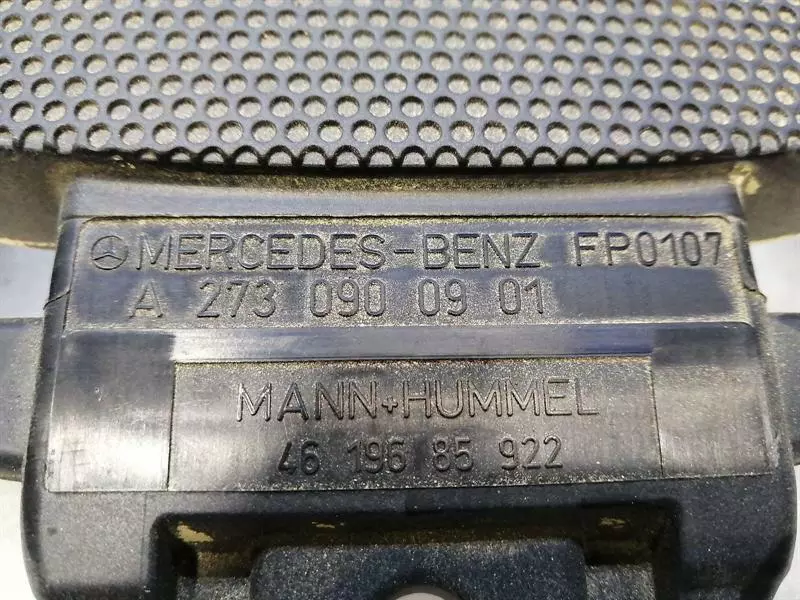 MERCEDES-BENZ FP0107
A 273 090 09 01
MANN+HUMMEL
46 196 85 922